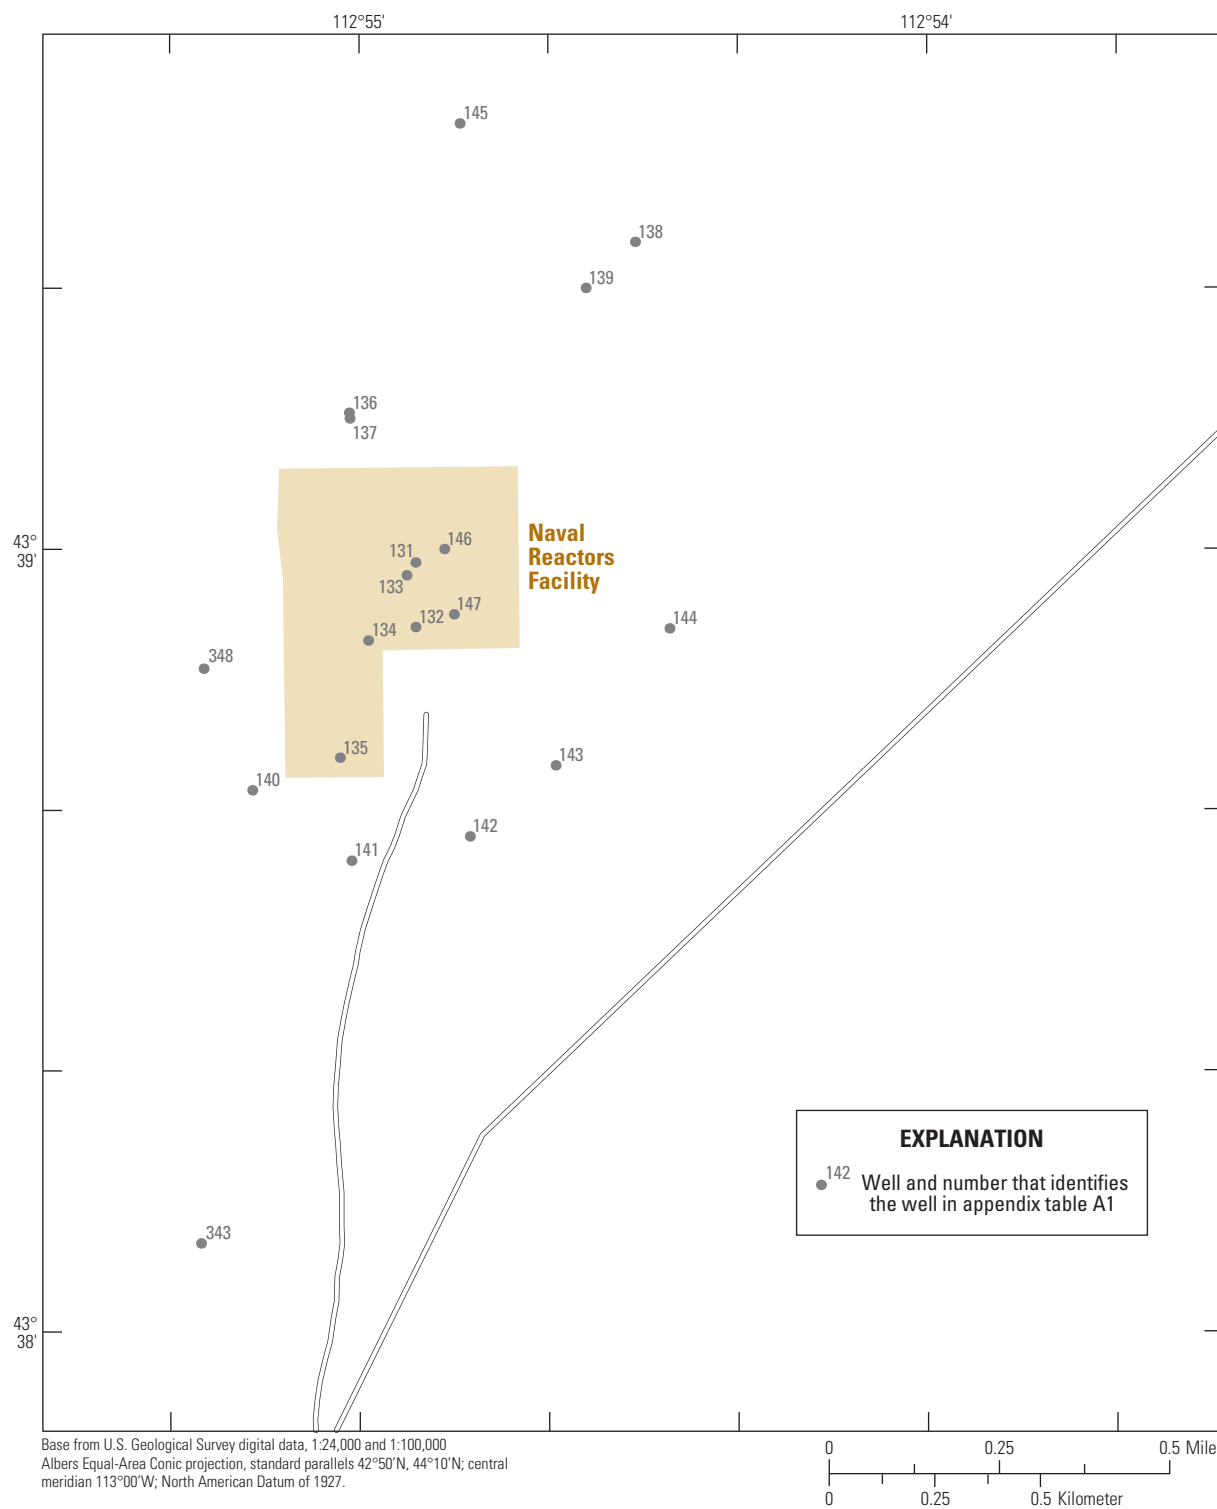 112°55'
112°54'
145
138
139
136
137
43°
39'
Naval
Reactors
Facility
146
131
133
147
132
134
144
348
135
143
140
142
141
EXPLANATION
142
Well and number that identifies
the well in appendix table A1
343
43°
38'
Base from U.S. Geological Survey digital data, 1:24,000 and 1:100,000
Albers Equal-Area Conic projection, standard parallels 42°50'N, 44°10'N; central
meridian 113°00'W; North American Datum of 1927.
0 0.25 0.5 Mile
0 0.25 0.5 Kilometer